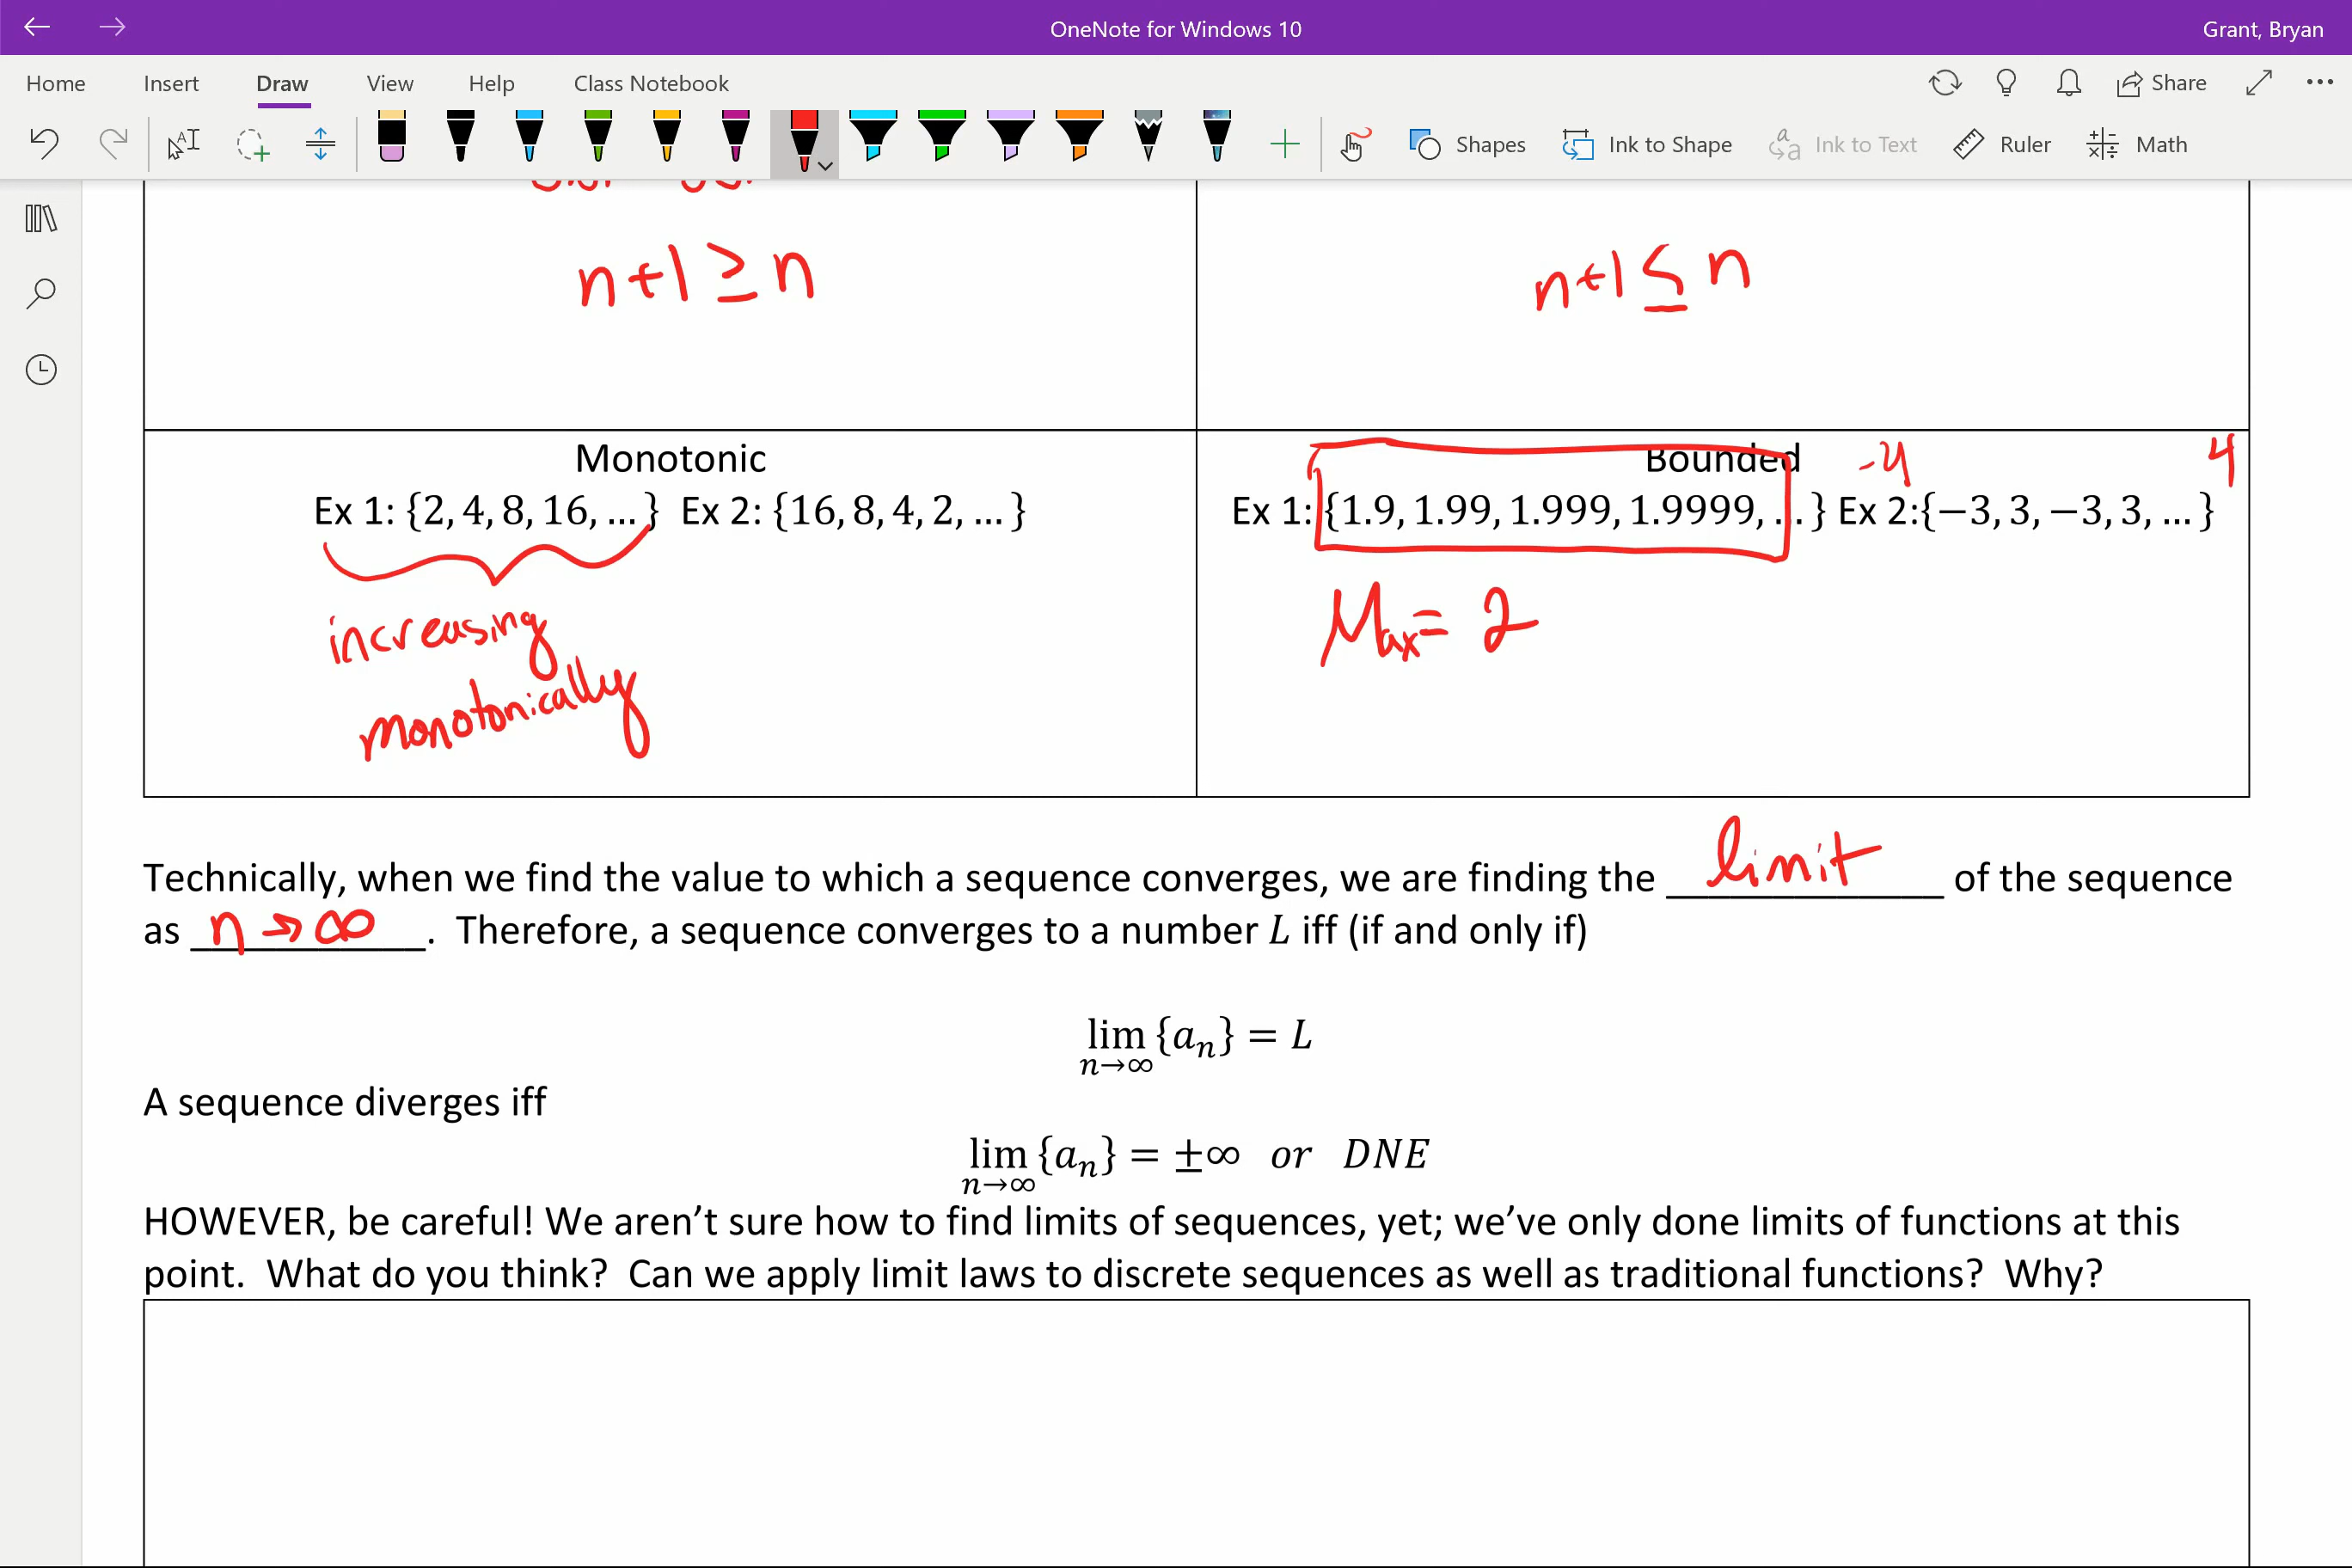 OneNote for Windows 10
Grant, Bryan
Home Insert Draw View Help Class Notebook Share
Shapes Ink to Shape Ink to Text Ruler Math
n+1 ≥ n
n+1 ≤ n
Monotonic
Ex 1: {2, 4, 8, 16, … } Ex 2: {16, 8, 4, 2, … }
increasing
monotonically
Bounded -4 4
Ex 1: {1.9, 1.99, 1.999, 1.9999, … } Ex 2:{−3, 3, −3, 3, … }
Max = 2
Technically, when we find the value to which a sequence converges, we are finding the limit of the sequence
as n → ∞. Therefore, a sequence converges to a number L iff (if and only if)
lim {aₙ} = L
n→∞
A sequence diverges iff
lim {aₙ} = ±∞ or DNE
n→∞
HOWEVER, be careful! We aren’t sure how to find limits of sequences, yet; we’ve only done limits of functions at this
point. What do you think? Can we apply limit laws to discrete sequences as well as traditional functions? Why?